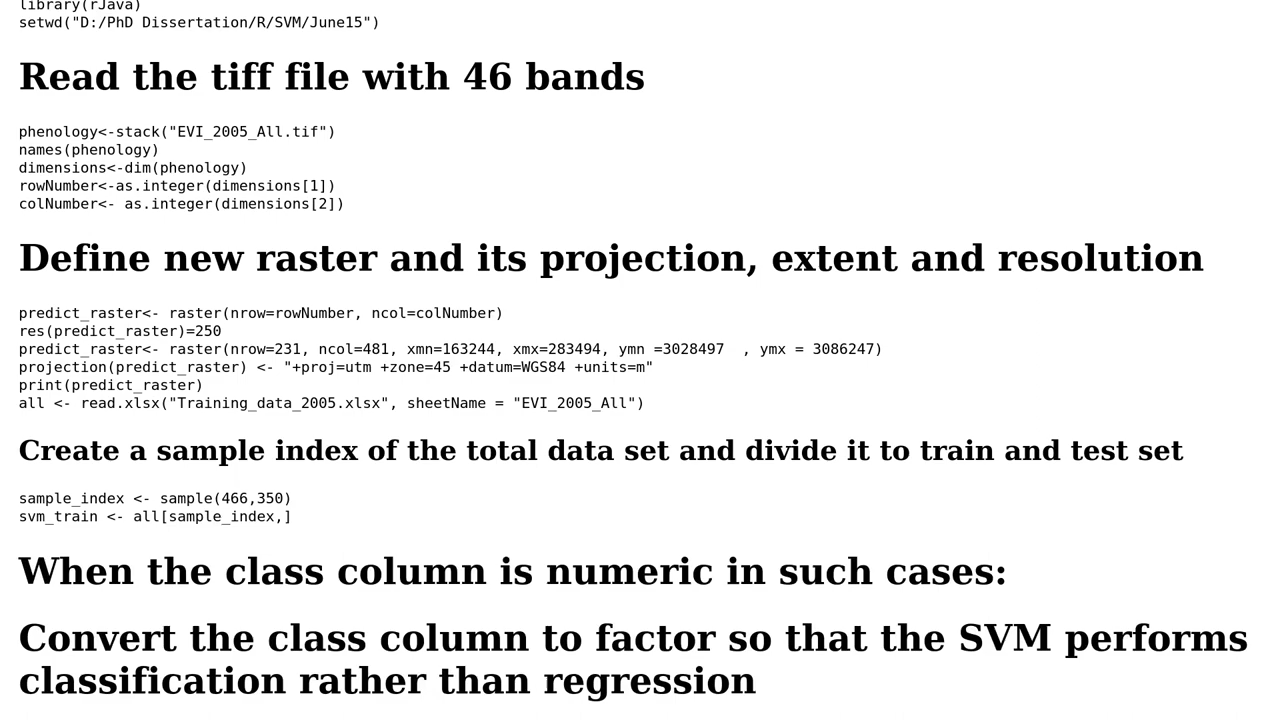 library(rJava)
setwd("D:/PhD Dissertation/R/SVM/June15")
Read the tiff file with 46 bands
phenology<-stack("EVI_2005_All.tif")
names(phenology)
dimensions<-dim(phenology)
rowNumber<-as.integer(dimensions[1])
colNumber<- as.integer(dimensions[2])
Define new raster and its projection, extent and resolution
predict_raster<- raster(nrow=rowNumber, ncol=colNumber)
res(predict_raster)=250
predict_raster<- raster(nrow=231, ncol=481, xmn=163244, xmx=283494, ymn =3028497  , ymx = 3086247)
projection(predict_raster) <- "+proj=utm +zone=45 +datum=WGS84 +units=m"
print(predict_raster)
all <- read.xlsx("Training_data_2005.xlsx", sheetName = "EVI_2005_All")
Create a sample index of the total data set and divide it to train and test set
sample_index <- sample(466,350)
svm_train <- all[sample_index,]
When the class column is numeric in such cases:
Convert the class column to factor so that the SVM performs
classification rather than regression